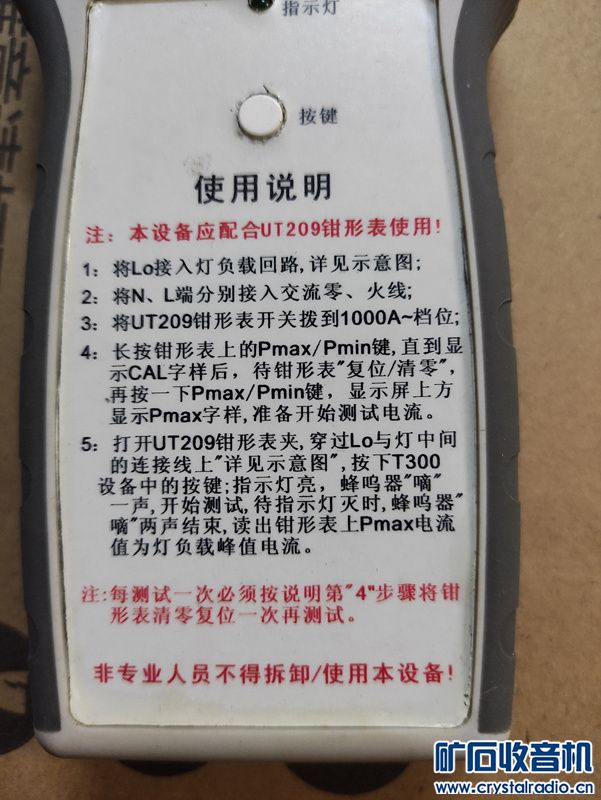 指示灯
按键
使用说明
注：本设备应配合UT209钳形表使用!
1：将Lo接入灯负载回路,详见示意图;
2：将N、L端分别接入交流零、火线;
3：将UT209钳形表开关拨到1000A~档位;
4：长按钳形表上的Pmax/Pmin键,直到显
示CAL字样后，待钳形表"复位/清零",
再按一下Pmax/Pmin键，显示屏上方
显示Pmax字样,准备开始测试电流。
5：打开UT209钳形表夹,穿过Lo与灯中间
的连接线上"详见示意图",按下T300
设备中的按键;指示灯亮，蜂鸣器"嘀"
一声,开始测试,待指示灯灭时,蜂鸣器"
嘀"两声结束,读出钳形表上Pmax电流
值为灯负载峰值电流。
注:每测试一次必须按说明第"4"步骤将钳
形表清零复位一次再测试。
非专业人员不得拆卸/使用本设备!
矿石收音机
www.crystalradio.cn